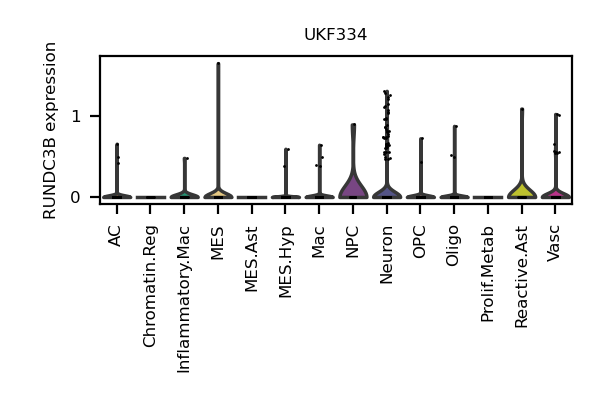 UKF334
RUNDC3B expression
1
0
AC
Chromatin.Reg
Inflammatory.Mac
MES
MES.Ast
MES.Hyp
Mac
NPC
Neuron
OPC
Oligo
Prolif.Metab
Reactive.Ast
Vasc